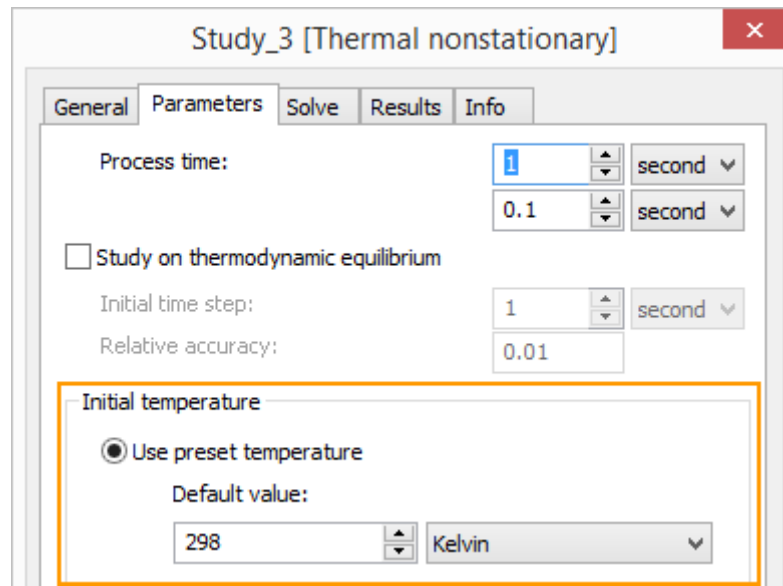 Study_3 [Thermal nonstationary]
General Parameters Solve Results Info
Process time: 1 second
0.1 second
Study on thermodynamic equilibrium
Initial time step: 1 second
Relative accuracy: 0.01
Initial temperature
Use preset temperature
Default value:
298 Kelvin